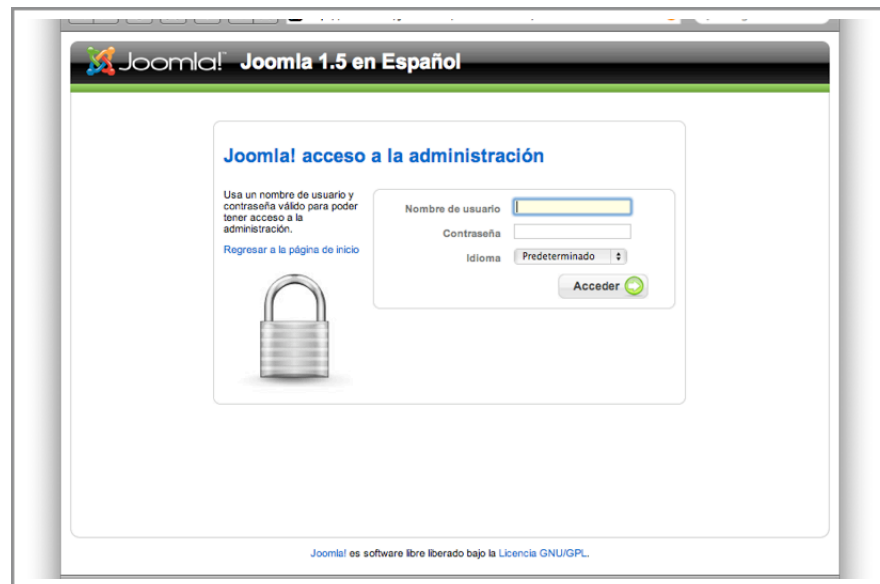 Joomla!™ Joomla 1.5 en Español
Joomla! acceso a la administración
Usa un nombre de usuario y
contraseña válido para poder
tener acceso a la
administración.
Regresar a la página de inicio
Nombre de usuario
Contraseña
Idioma Predeterminado
Acceder
Joomla! es software libre liberado bajo la Licencia GNU/GPL.